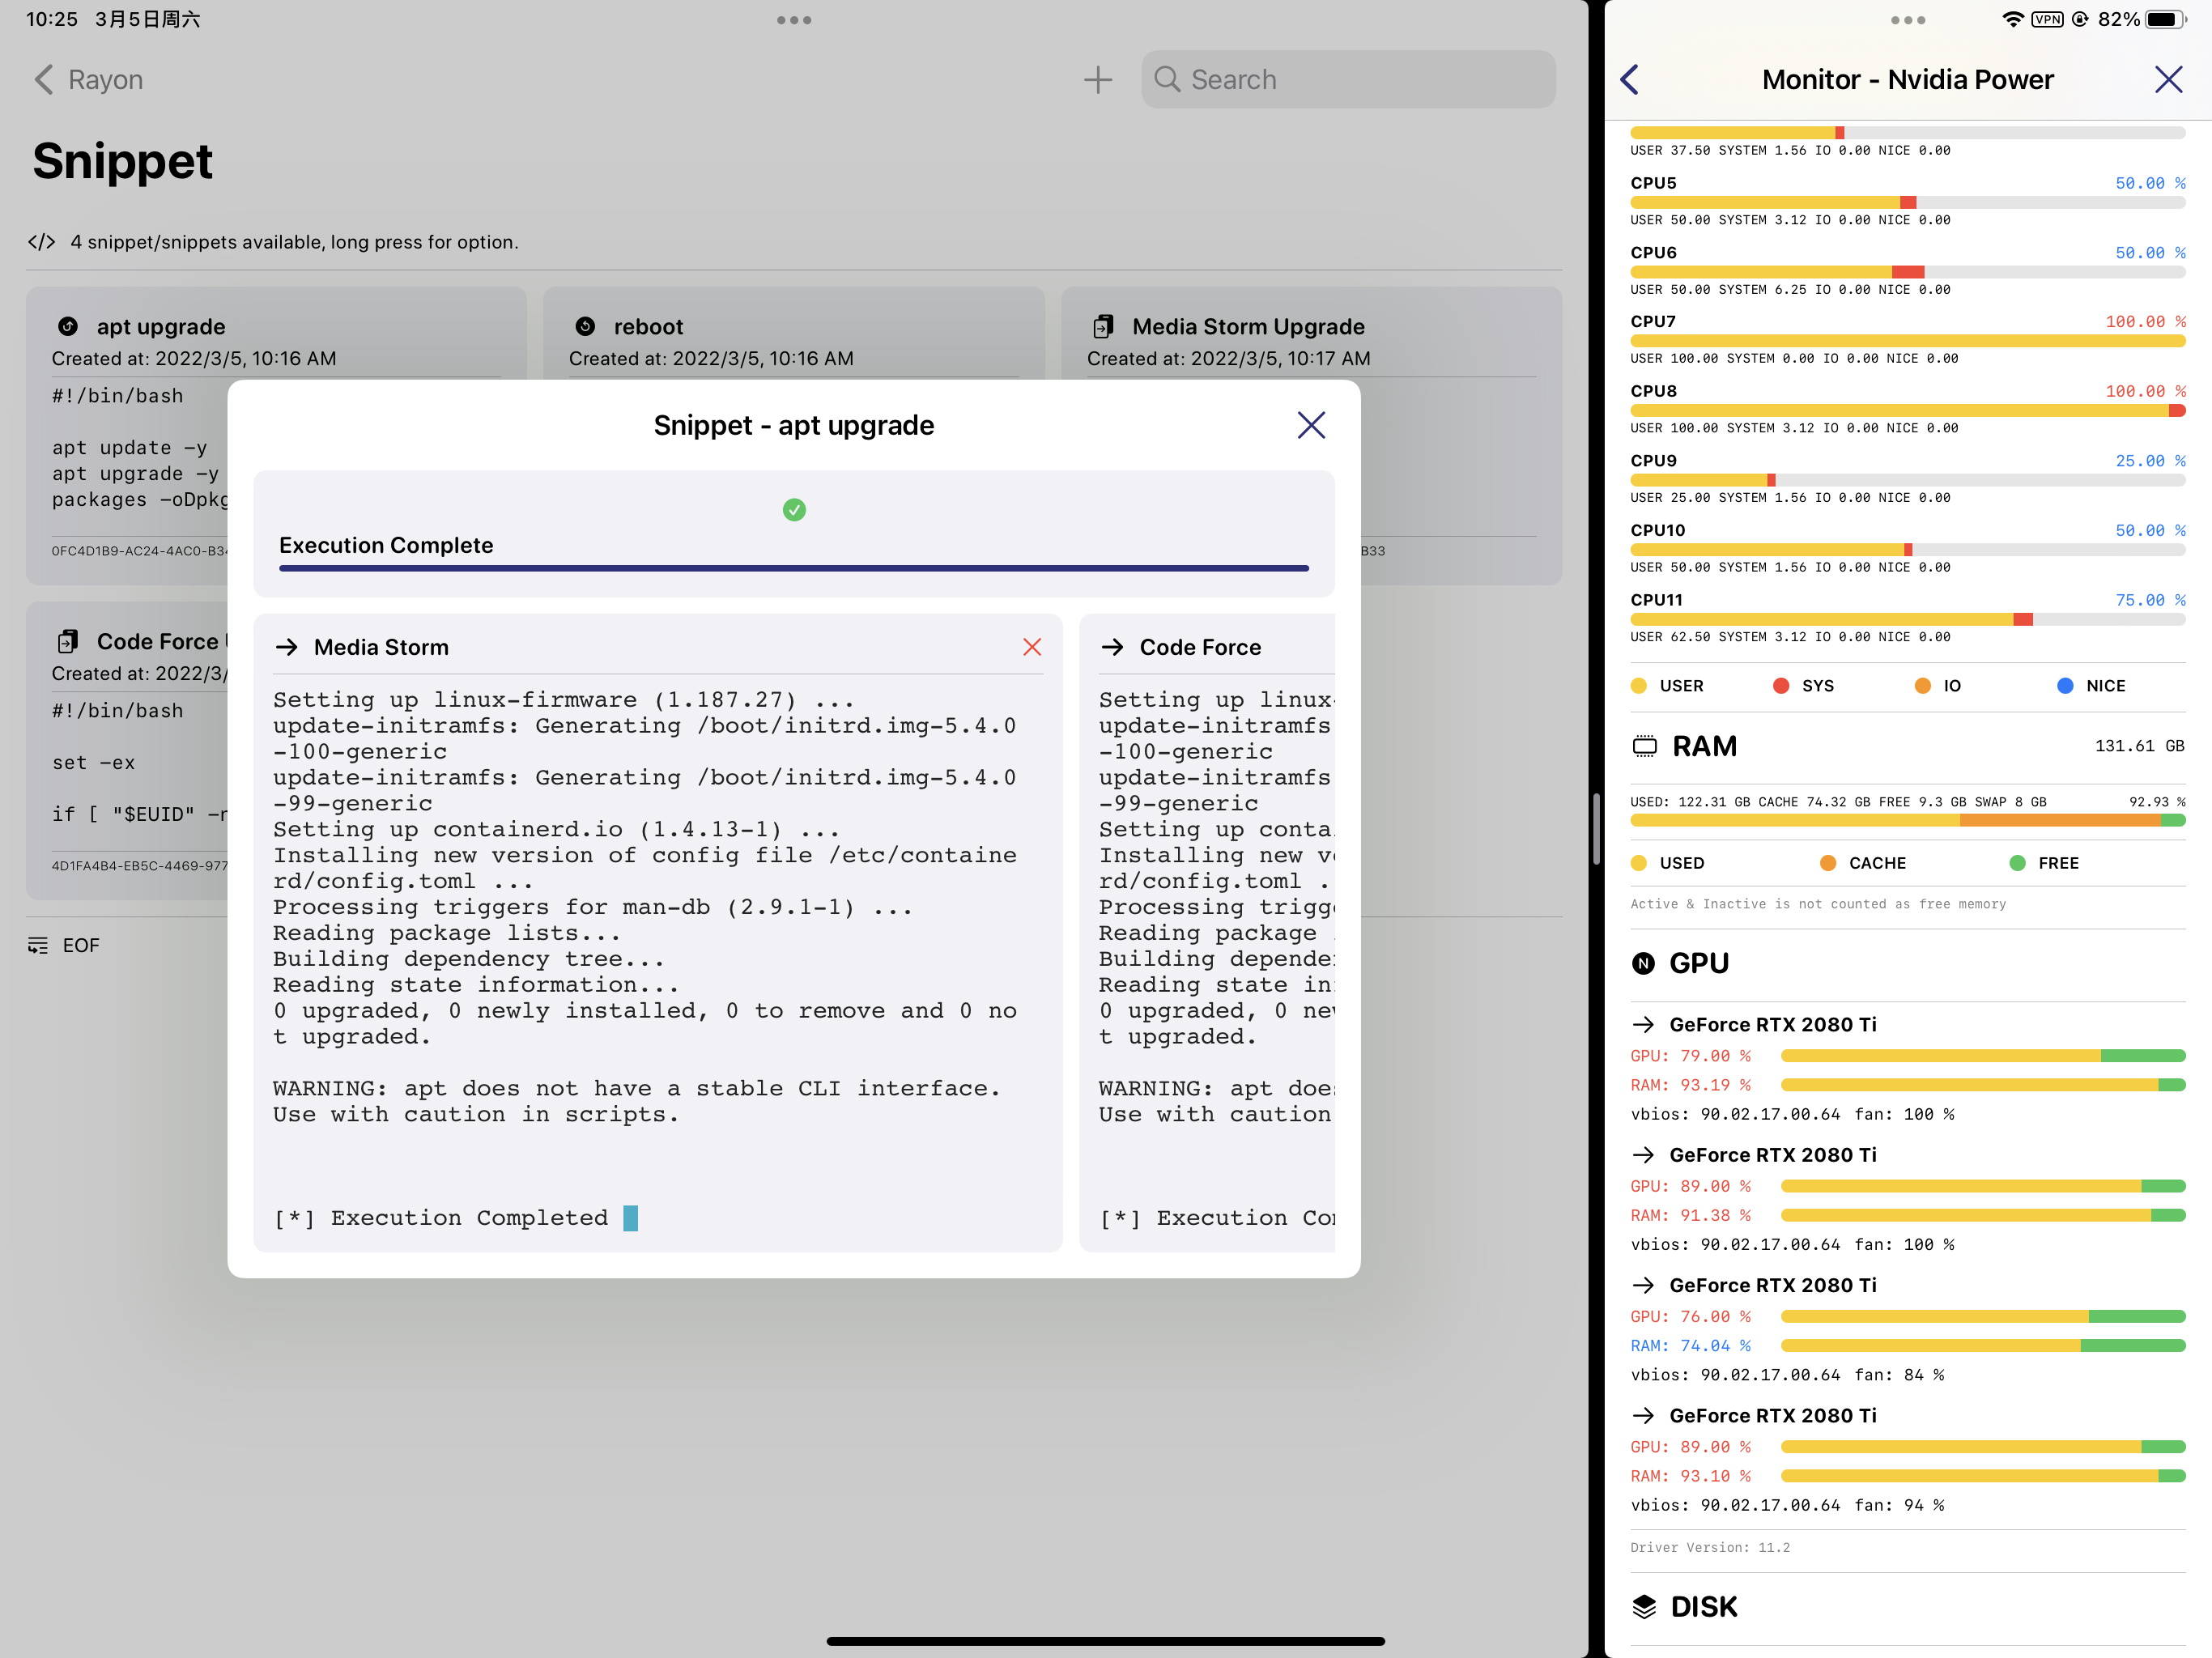 10:25 3月5日周六
Rayon
Search
Snippet
</> 4 snippet/snippets available, long press for option.
apt upgrade
Created at: 2022/3/5, 10:16 AM
#!/bin/bash
apt update -y
apt upgrade -y
packages -oDpkg
0FC4D1B9-AC24-4AC0-B34
reboot
Created at: 2022/3/5, 10:16 AM
Media Storm Upgrade
Created at: 2022/3/5, 10:17 AM
B33
Code Force
Created at: 2022/3/
#!/bin/bash
set -ex
if [ "$EUID" -n
4D1FA4B4-EB5C-4469-977
EOF
Snippet - apt upgrade
Execution Complete
Media Storm
Setting up linux-firmware (1.187.27) ...
update-initramfs: Generating /boot/initrd.img-5.4.0
-100-generic
update-initramfs: Generating /boot/initrd.img-5.4.0
-99-generic
Setting up containerd.io (1.4.13-1) ...
Installing new version of config file /etc/containe
rd/config.toml ...
Processing triggers for man-db (2.9.1-1) ...
Reading package lists...
Building dependency tree...
Reading state information...
0 upgraded, 0 newly installed, 0 to remove and 0 no
t upgraded.
WARNING: apt does not have a stable CLI interface.
Use with caution in scripts.
[*] Execution Completed
Code Force
Setting up linux-
update-initramfs
-100-generic
update-initramfs
-99-generic
Setting up conta
Installing new ve
rd/config.toml .
Processing trigge
Reading package
Building depende
Reading state in
0 upgraded, 0 new
t upgraded.
WARNING: apt doe
Use with caution
[*] Execution Co
VPN 82%
Monitor - Nvidia Power
USER 37.50 SYSTEM 1.56 IO 0.00 NICE 0.00
CPU5 50.00 %
USER 50.00 SYSTEM 3.12 IO 0.00 NICE 0.00
CPU6 50.00 %
USER 50.00 SYSTEM 6.25 IO 0.00 NICE 0.00
CPU7 100.00 %
USER 100.00 SYSTEM 0.00 IO 0.00 NICE 0.00
CPU8 100.00 %
USER 100.00 SYSTEM 3.12 IO 0.00 NICE 0.00
CPU9 25.00 %
USER 25.00 SYSTEM 1.56 IO 0.00 NICE 0.00
CPU10 50.00 %
USER 50.00 SYSTEM 1.56 IO 0.00 NICE 0.00
CPU11 75.00 %
USER 62.50 SYSTEM 3.12 IO 0.00 NICE 0.00
USER SYS IO NICE
RAM 131.61 GB
USED: 122.31 GB CACHE 74.32 GB FREE 9.3 GB SWAP 8 GB 92.93 %
USED CACHE FREE
Active & Inactive is not counted as free memory
N GPU
GeForce RTX 2080 Ti
GPU: 79.00 %
RAM: 93.19 %
vbios: 90.02.17.00.64 fan: 100 %
GeForce RTX 2080 Ti
GPU: 89.00 %
RAM: 91.38 %
vbios: 90.02.17.00.64 fan: 100 %
GeForce RTX 2080 Ti
GPU: 76.00 %
RAM: 74.04 %
vbios: 90.02.17.00.64 fan: 84 %
GeForce RTX 2080 Ti
GPU: 89.00 %
RAM: 93.10 %
vbios: 90.02.17.00.64 fan: 94 %
Driver Version: 11.2
DISK